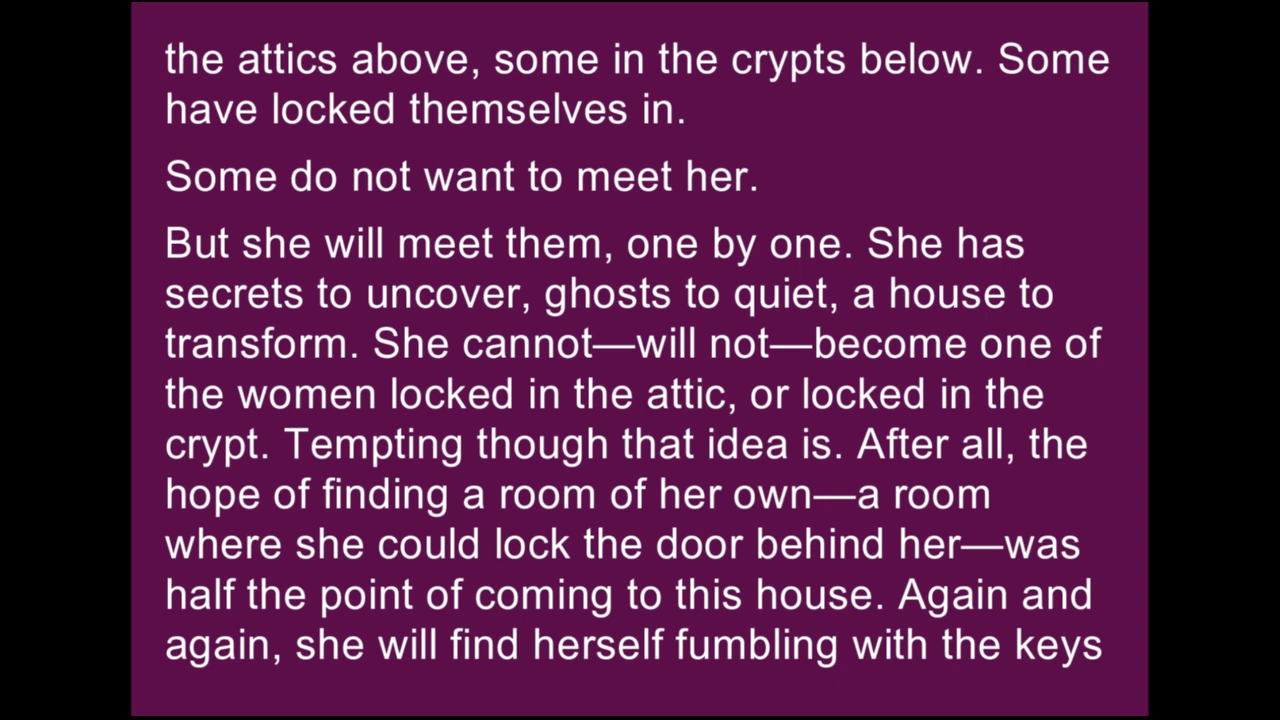 the attics above, some in the crypts below. Some
have locked themselves in.
Some do not want to meet her.
But she will meet them, one by one. She has
secrets to uncover, ghosts to quiet, a house to
transform. She cannot—will not—become one of
the women locked in the attic, or locked in the
crypt. Tempting though that idea is. After all, the
hope of finding a room of her own—a room
where she could lock the door behind her—was
half the point of coming to this house. Again and
again, she will find herself fumbling with the keys